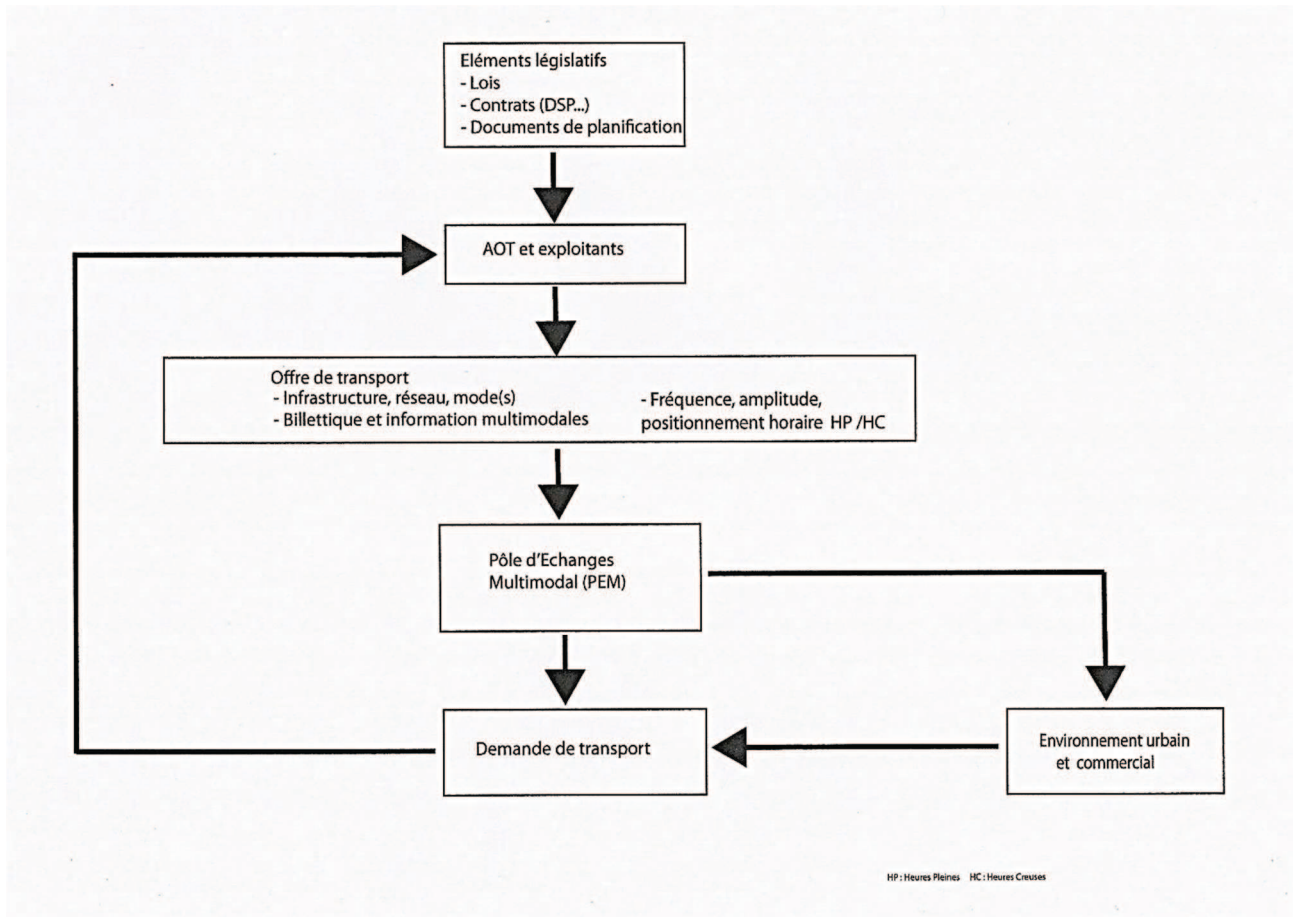 Eléments législatifs
- Lois
- Contrats (DSP...)
- Documents de planification
AOT et exploitants
Offre de transport
- Infrastructure, réseau, mode(s)
- Billettique et information multimodales
- Fréquence, amplitude,
positionnement horaire HP /HC
Pôle d'Echanges
Multimodal (PEM)
Demande de transport
Environnement urbain
et commercial
HP : Heures Pleines HC : Heures Creuses